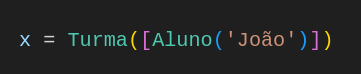 x = Turma([Aluno('João')])